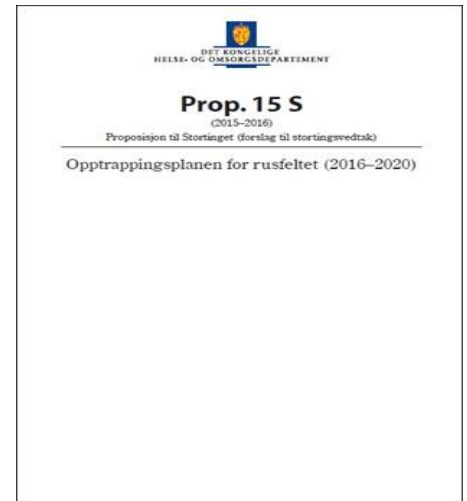 DET KONGELIGE
HELSE- OG OMSORGSDEPARTEMENT
Prop. 15 S
(2015–2016)
Proposisjon til Stortinget (forslag til stortingsvedtak)
Opptrappingsplanen for rusfeltet (2016–2020)